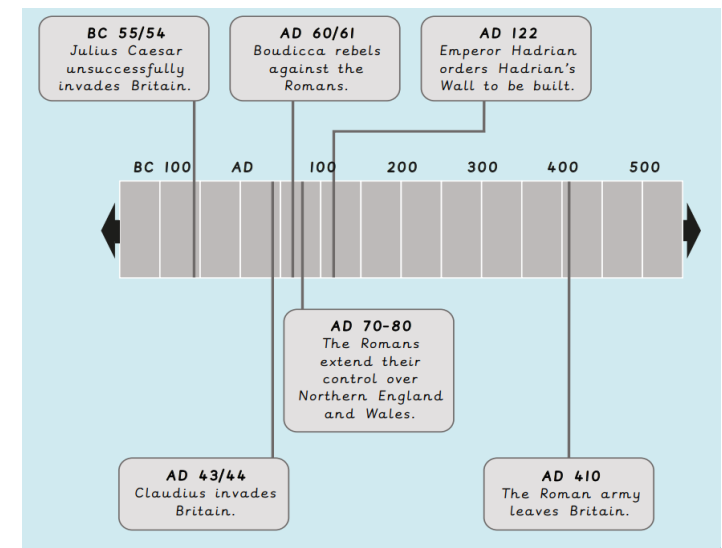 BC 55/54
Julius Caesar
unsuccessfully
invades Britain.
AD 60/61
Boudicca rebels
against the
Romans.
AD 122
Emperor Hadrian
orders Hadrian's
Wall to be built.
BC 100 AD 100 200 300 400 500
AD 70-80
The Romans
extend their
control over
Northern England
and Wales.
AD 43/44
Claudius invades
Britain.
AD 410
The Roman army
leaves Britain.